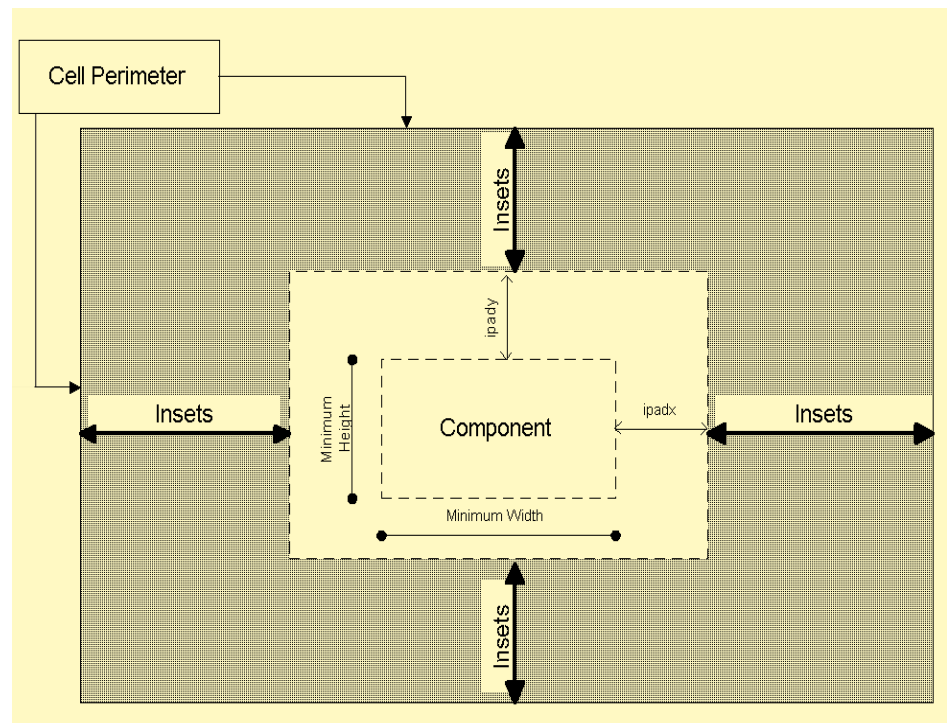 Cell Perimeter
Insets
ipady
Insets
Minimum
Height
Component
ipadx
Insets
Minimum Width
Insets